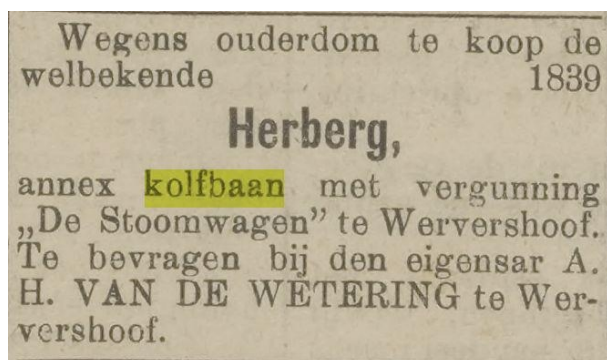 Wegens ouderdom te koop de
welbekende 1839
Herberg,
annex kolfbaan met vergunning
„De Stoomwagen” te Wervershoof.
Te bevragen bij den eigensar A.
H. VAN DE WETERING te Wer-
vershoof.